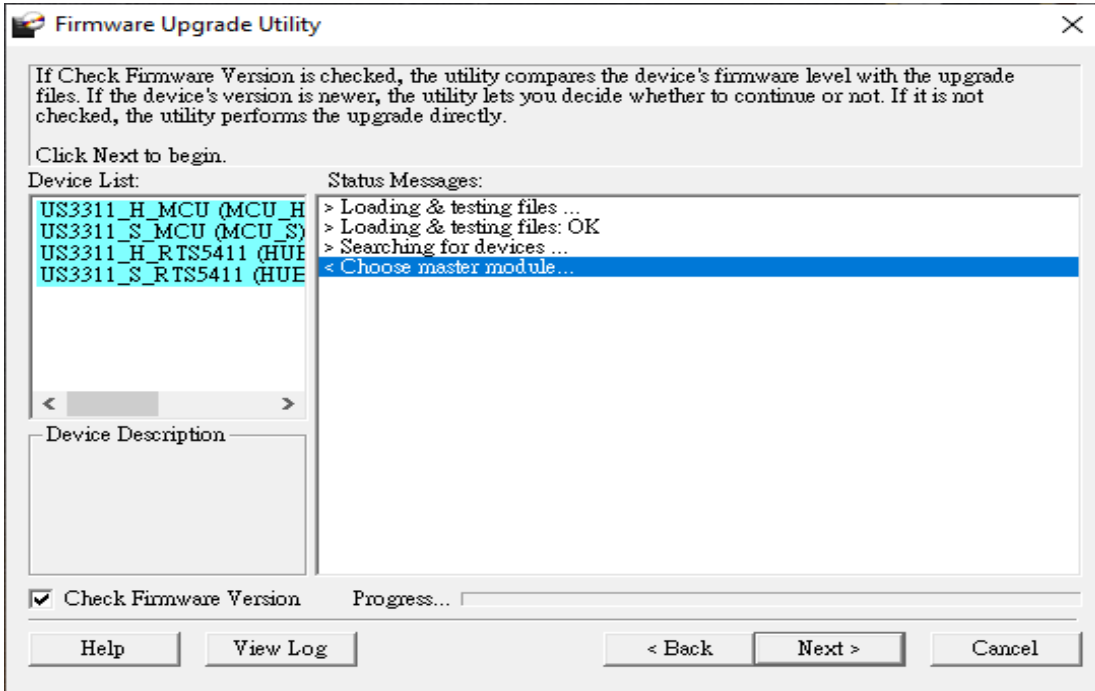 Firmware Upgrade Utility
If Check Firmware Version is checked, the utility compares the device's firmware level with the upgrade
files. If the device's version is newer, the utility lets you decide whether to continue or not. If it is not
checked, the utility performs the upgrade directly.
Click Next to begin.
Device List:
US3311_H_MCU (MCU_H
US3311_S_MCU (MCU_S)
US3311_H_RTS5411 (HUE
US3311_S_RTS5411 (HUE
Status Messages:
> Loading & testing files ...
> Loading & testing files: OK
> Searching for devices ...
< Choose master module...
Device Description
Check Firmware Version
Progress...
Help
View Log
< Back
Next >
Cancel